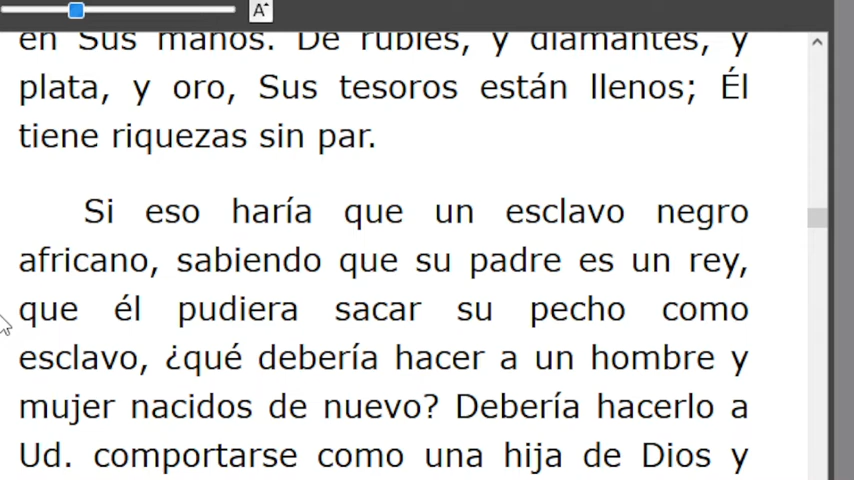 A
en Sus manos. De rubíes, y diamantes, y
plata, y oro, Sus tesoros están llenos; Él
tiene riquezas sin par.
Si eso haría que un esclavo negro
africano, sabiendo que su padre es un rey,
que él pudiera sacar su pecho como
esclavo, ¿qué debería hacer a un hombre y
mujer nacidos de nuevo? Debería hacerlo a
Ud. comportarse como una hija de Dios y